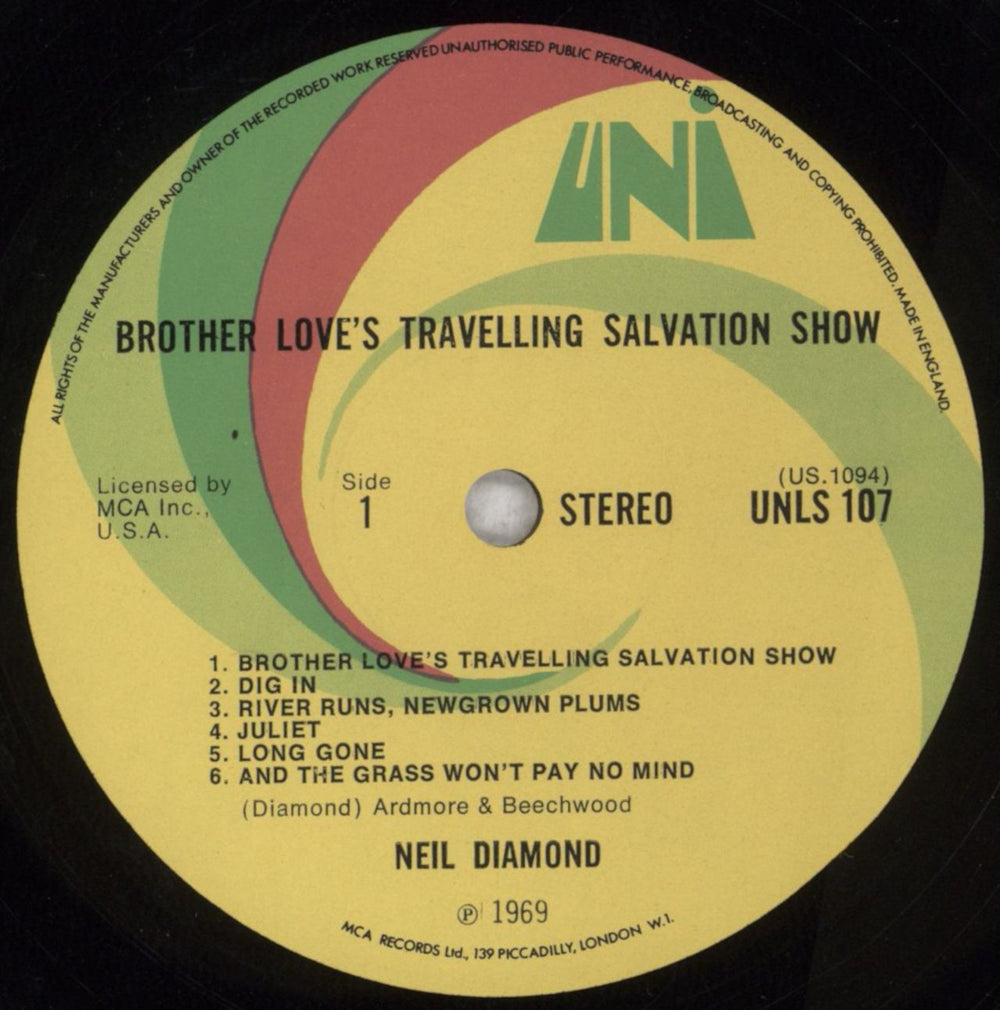 ALL RIGHTS OF THE MANUFACTURERS AND OWNER OF THE RECORDED WORK RESERVED UNAUTHORISED PUBLIC PERFORMANCE, BROADCASTING AND COPYING PROHIBITED. MADE IN ENGLAND.
UNi
BROTHER LOVE'S TRAVELLING SALVATION SHOW
Licensed by
MCA Inc.,
U.S.A.
Side
1
STEREO
(US.1094)
UNLS 107
1. BROTHER LOVE'S TRAVELLING SALVATION SHOW
2. DIG IN
3. RIVER RUNS, NEWGROWN PLUMS
4. JULIET
5. LONG GONE
6. AND THE GRASS WON'T PAY NO MIND
(Diamond) Ardmore & Beechwood
NEIL DIAMOND
℗ 1969
MCA RECORDS Ltd., 139 PICCADILLY, LONDON W.1.